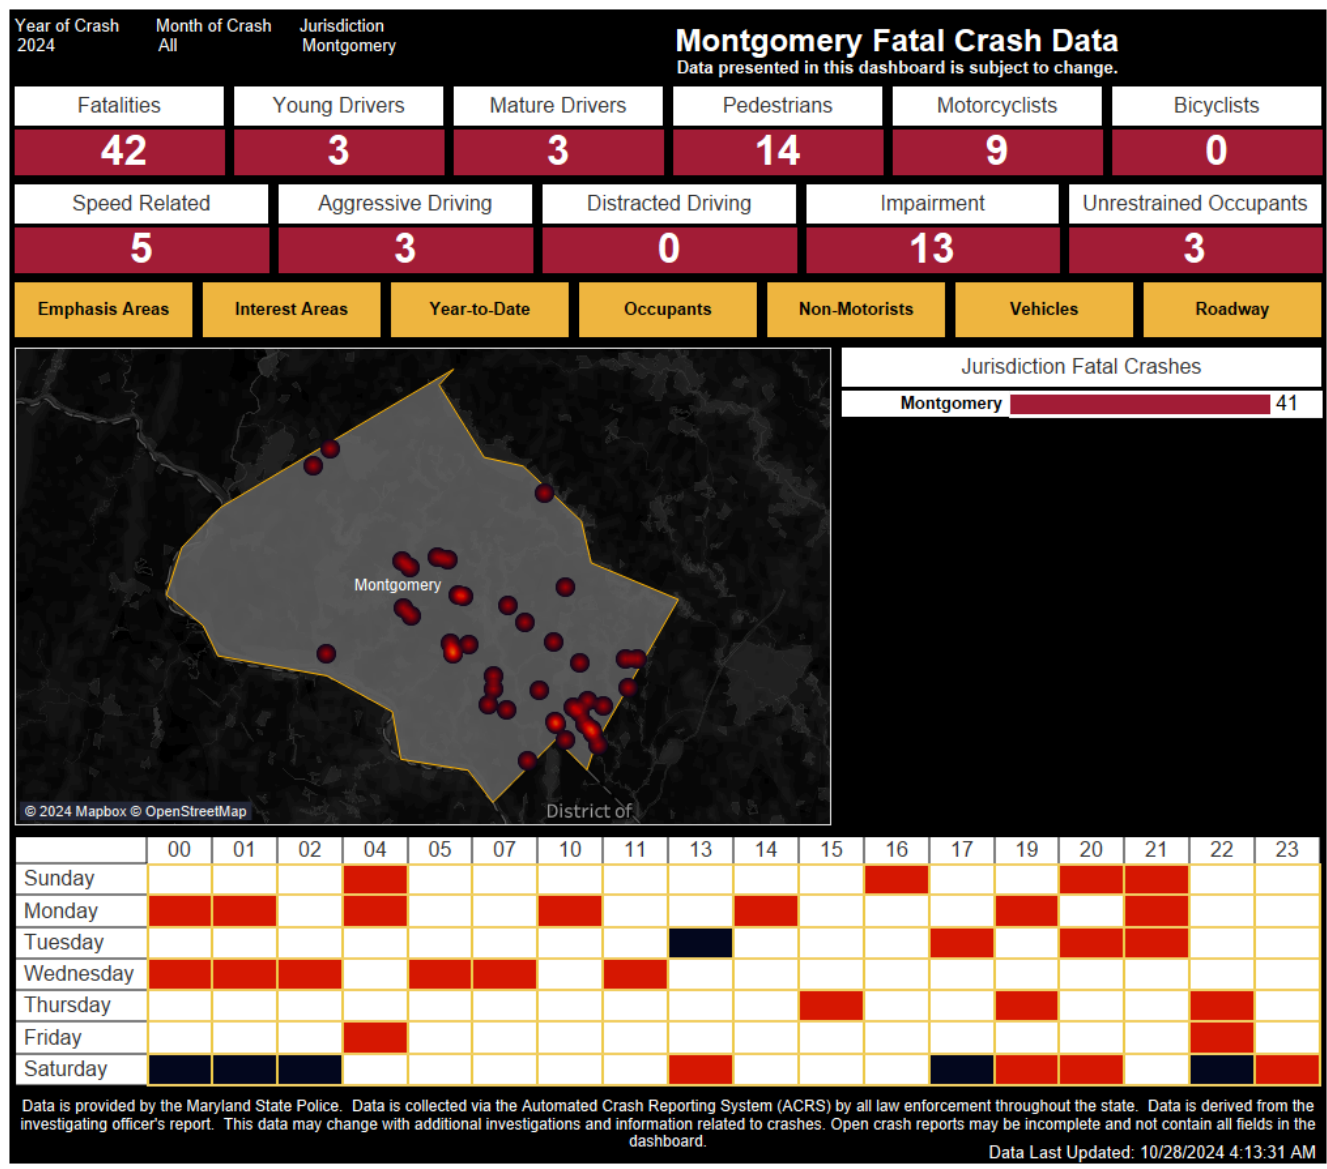 Year of Crash Month of Crash Jurisdiction
2024 All Montgomery
Montgomery Fatal Crash Data
Data presented in this dashboard is subject to change.
Fatalities Young Drivers Mature Drivers Pedestrians Motorcyclists Bicyclists
42 3 3 14 9 0
Speed Related Aggressive Driving Distracted Driving Impairment Unrestrained Occupants
5 3 0 13 3
Emphasis Areas Interest Areas Year-to-Date Occupants Non-Motorists Vehicles Roadway
Jurisdiction Fatal Crashes
Montgomery 41
Montgomery
District of
© 2024 Mapbox © OpenStreetMap
00 01 02 04 05 07 10 11 13 14 15 16 17 19 20 21 22 23
Sunday
Monday
Tuesday
Wednesday
Thursday
Friday
Saturday
Data is provided by the Maryland State Police. Data is collected via the Automated Crash Reporting System (ACRS) by all law enforcement throughout the state. Data is derived from the
investigating officer's report. This data may change with additional investigations and information related to crashes. Open crash reports may be incomplete and not contain all fields in the
dashboard.
Data Last Updated: 10/28/2024 4:13:31 AM